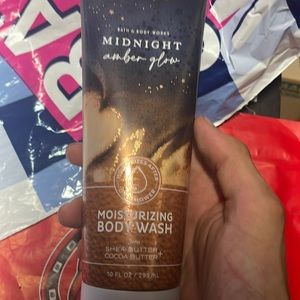 BATH & BODY WORKS
MIDNIGHT
amber glow
MOISTURIZING
BODY WASH
SHEA BUTTER
COCOA BUTTER
10 FL OZ / 295 mL